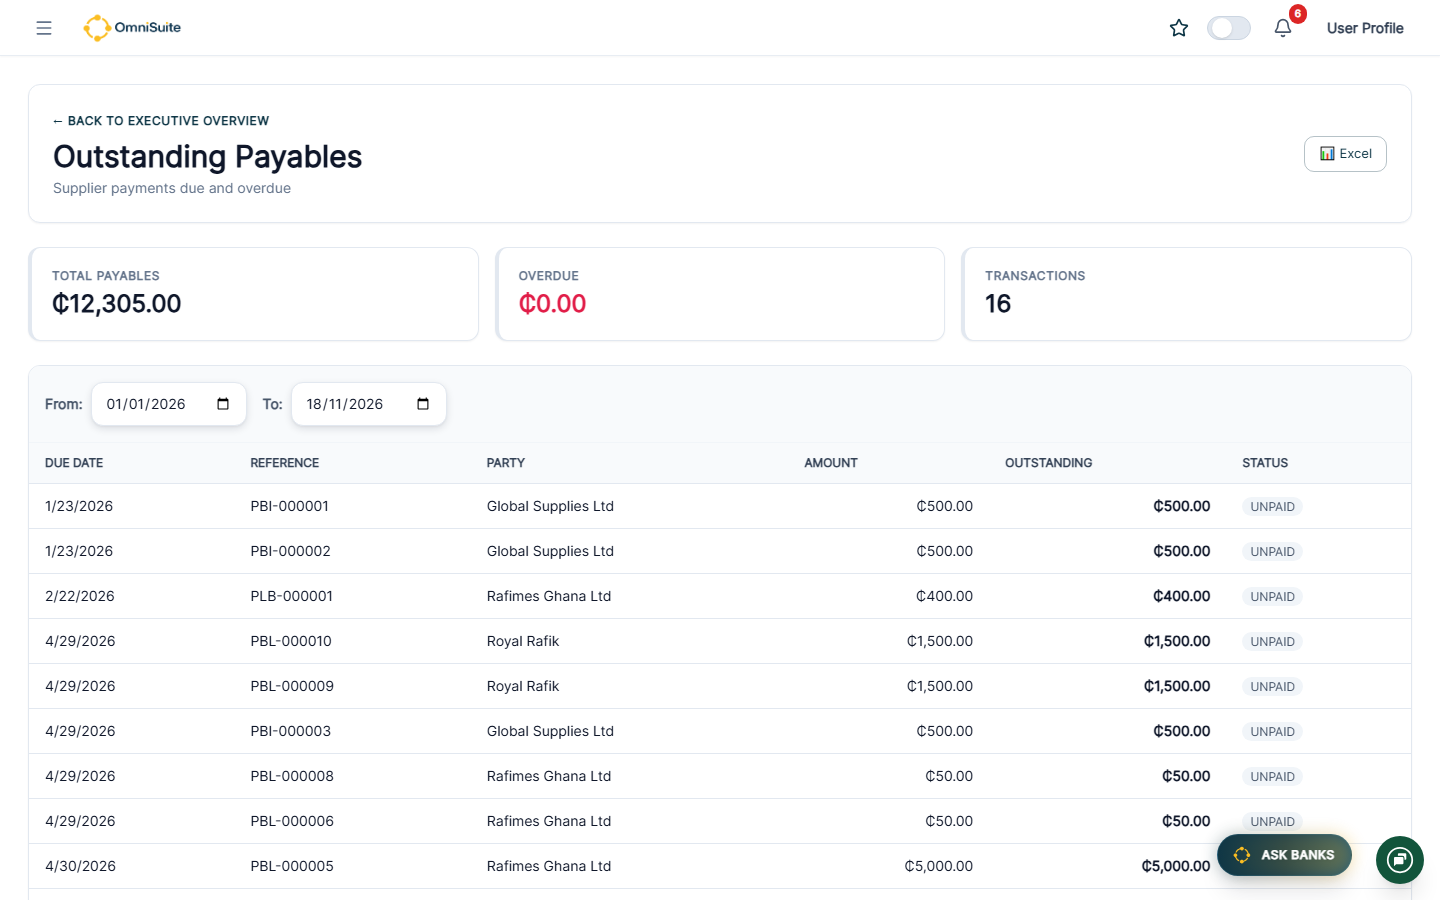 OmniSuite
6
User Profile
← BACK TO EXECUTIVE OVERVIEW
Outstanding Payables
Supplier payments due and overdue
Excel
TOTAL PAYABLES
₵12,305.00
OVERDUE
₵0.00
TRANSACTIONS
16
From: 01/01/2026 To: 18/11/2026
DUE DATE REFERENCE PARTY AMOUNT OUTSTANDING STATUS
1/23/2026 PBI-000001 Global Supplies Ltd ₵500.00 ₵500.00 UNPAID
1/23/2026 PBI-000002 Global Supplies Ltd ₵500.00 ₵500.00 UNPAID
2/22/2026 PLB-000001 Rafimes Ghana Ltd ₵400.00 ₵400.00 UNPAID
4/29/2026 PBL-000010 Royal Rafik ₵1,500.00 ₵1,500.00 UNPAID
4/29/2026 PBL-000009 Royal Rafik ₵1,500.00 ₵1,500.00 UNPAID
4/29/2026 PBI-000003 Global Supplies Ltd ₵500.00 ₵500.00 UNPAID
4/29/2026 PBL-000008 Rafimes Ghana Ltd ₵50.00 ₵50.00 UNPAID
4/29/2026 PBL-000006 Rafimes Ghana Ltd ₵50.00 ₵50.00 UNPAID
4/30/2026 PBL-000005 Rafimes Ghana Ltd ₵5,000.00 ₵5,000.00
ASK BANKS